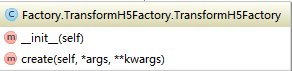 C Factory.TransformH5Factory.TransformH5Factory
m __init__(self)
m create(self, *args, **kwargs)